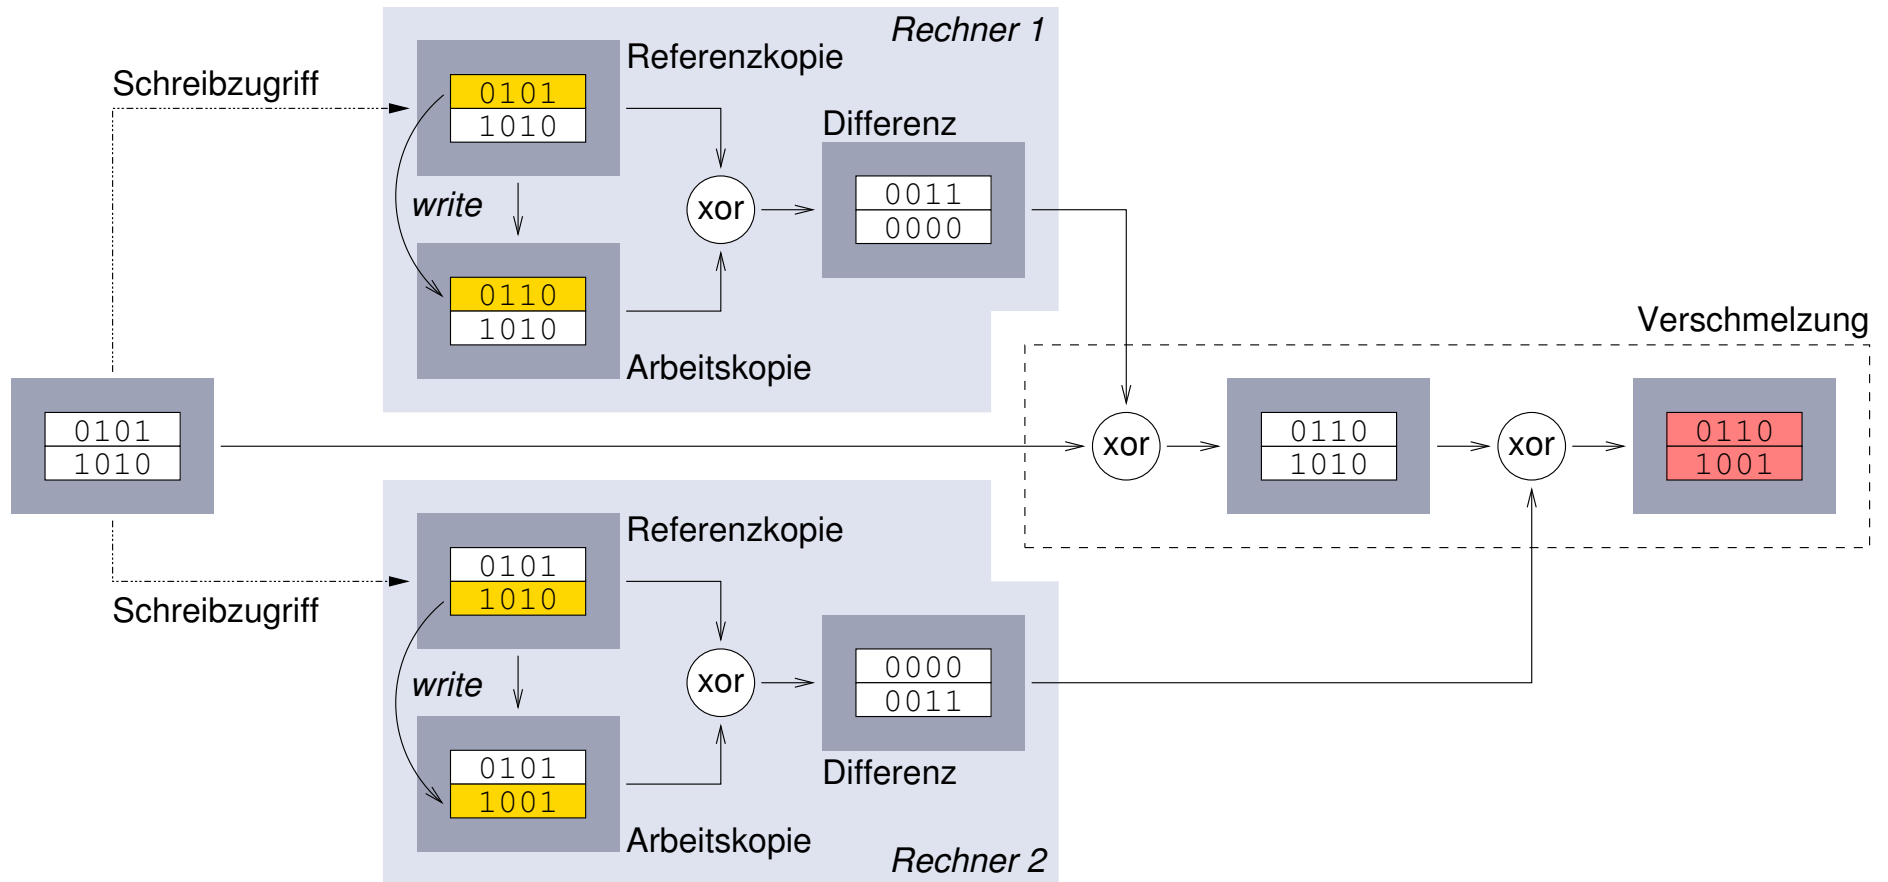 Rechner 1
Referenzkopie
Schreibzugriff
0101
1010
Differenz
write
xor
0011
0000
0110
1010
Arbeitskopie
Verschmelzung
0101
1010
xor
0110
1010
xor
0110
1001
Referenzkopie
0101
1010
Schreibzugriff
write
xor
0000
0011
0101
1001
Differenz
Arbeitskopie
Rechner 2